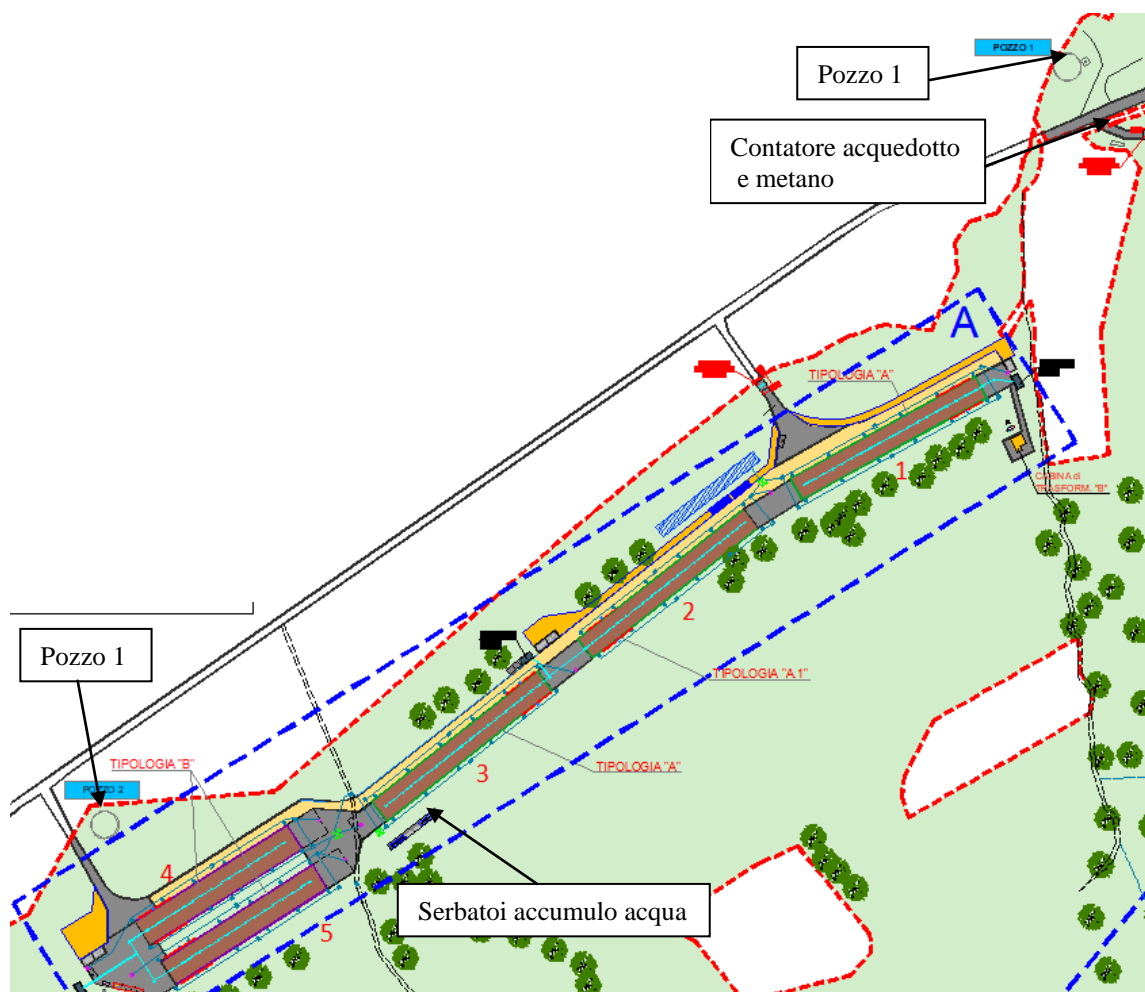 POZZO 1
Pozzo 1
Contatore acquedotto
e metano
A
TIPOLOGIA "A"
1
CABINA di
TRASFORM. "B"
2
TIPOLOGIA "A.1"
Pozzo 1
3
TIPOLOGIA "A"
TIPOLOGIA "B"
POZZO 2
4
Serbatoi accumulo acqua
5